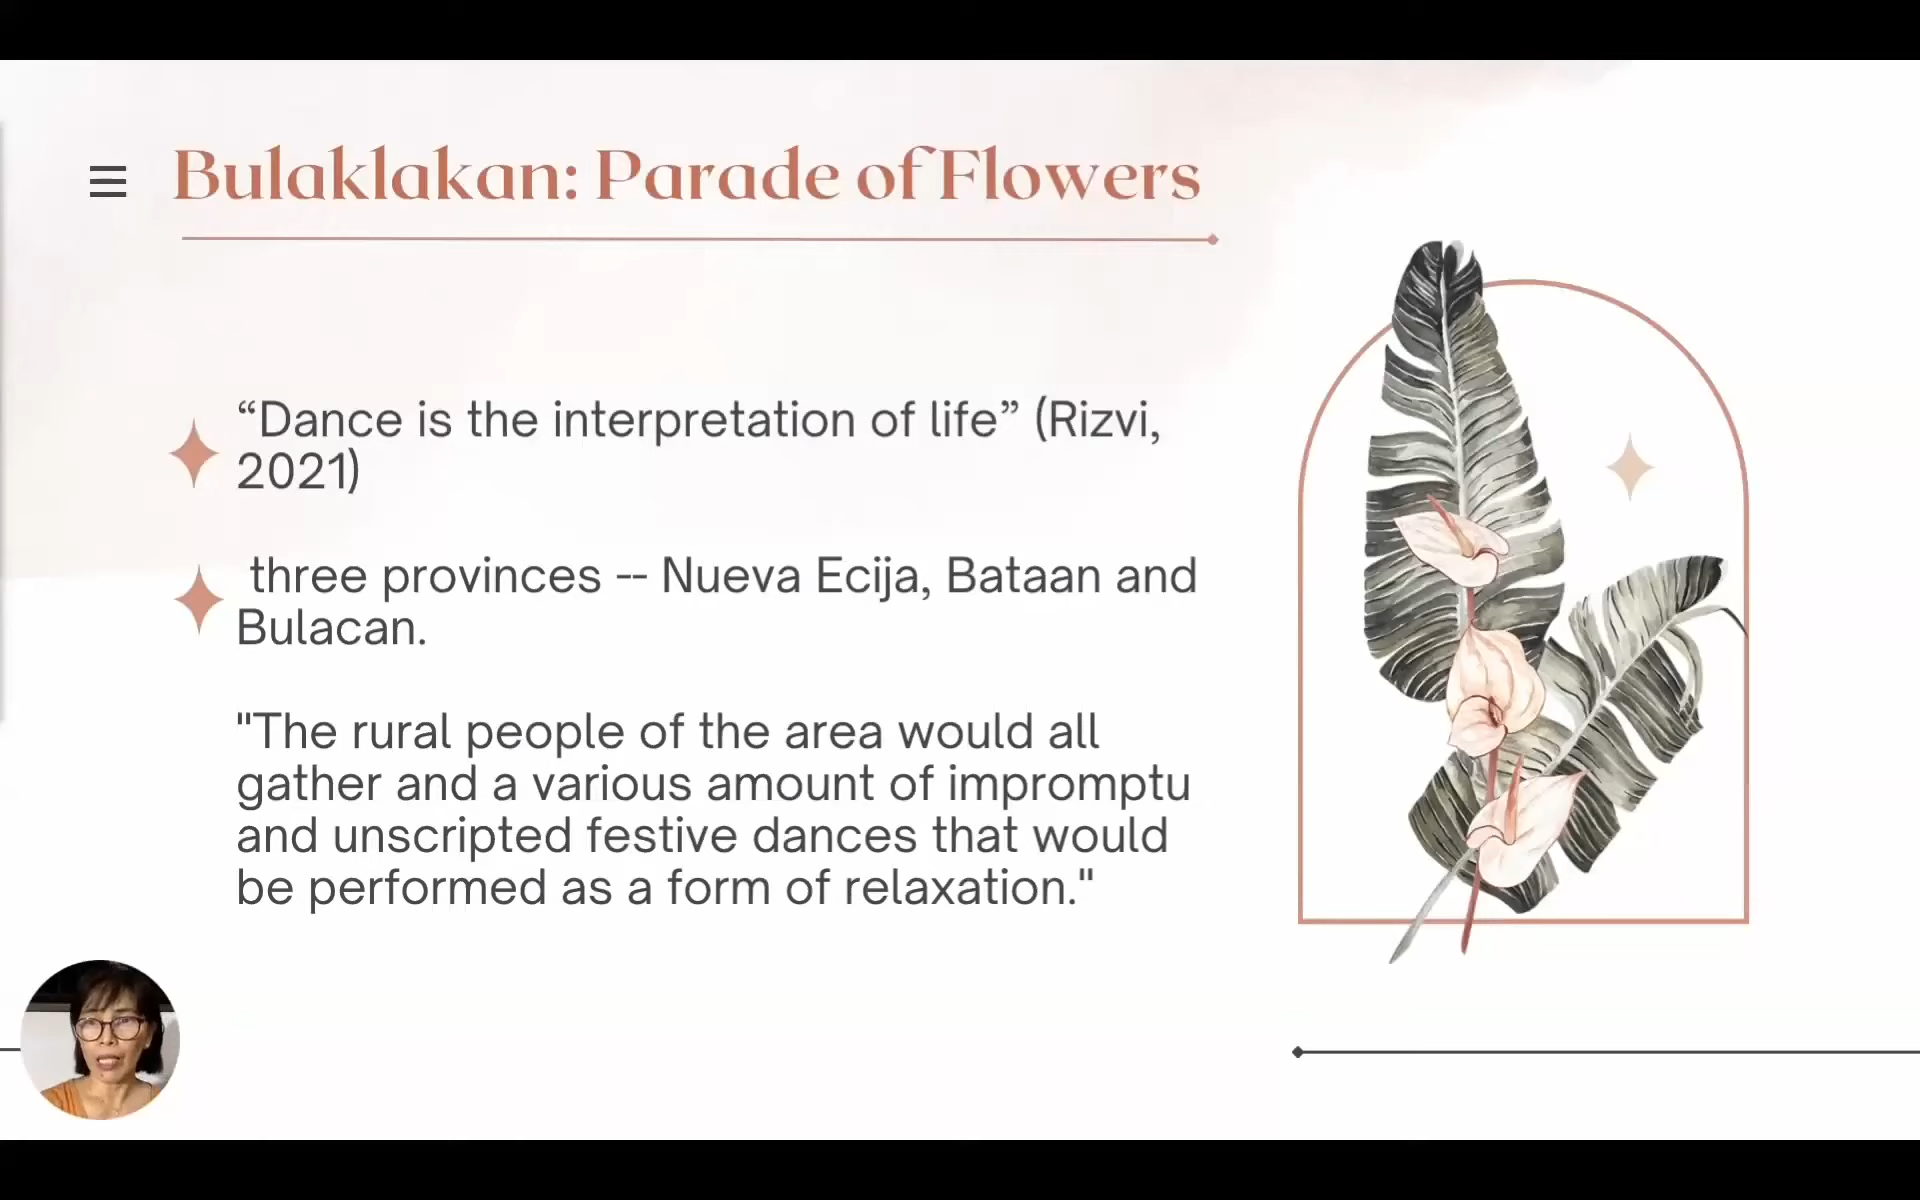 Bulaklakan: Parade of Flowers
“Dance is the interpretation of life” (Rizvi,
2021)
three provinces -- Nueva Ecija, Bataan and
Bulacan.
"The rural people of the area would all
gather and a various amount of impromptu
and unscripted festive dances that would
be performed as a form of relaxation."